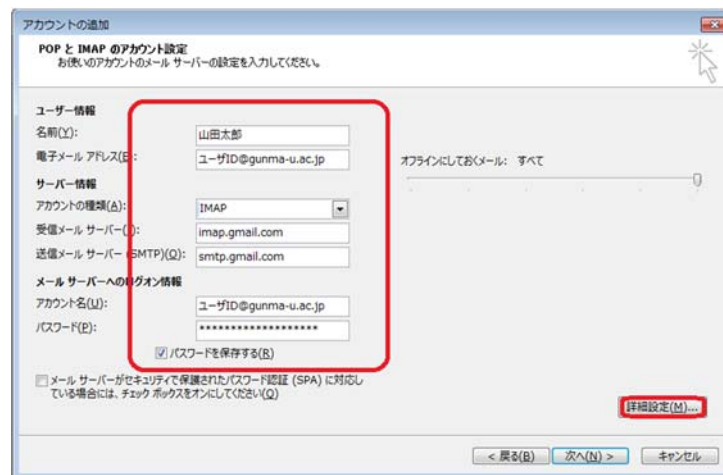 アカウントの追加
POP と IMAP のアカウント設定
お使いのアカウントのメール サーバーの設定を入力してください。
ユーザー情報
名前(Y):
山田太郎
電子メール アドレス(E):
ユーザID@gunma-u.ac.jp
オフラインにしておくメール: すべて
サーバー情報
アカウントの種類(A):
IMAP
受信メール サーバー(I):
imap.gmail.com
送信メール サーバー (SMTP)(O):
smtp.gmail.com
メール サーバーへのログオン情報
アカウント名(U):
ユーザID@gunma-u.ac.jp
パスワード(P):
*******************
パスワードを保存する(R)
メール サーバーがセキュリティで保護されたパスワード認証 (SPA) に対応し
ている場合には、チェック ボックスをオンにしてください(Q)
詳細設定(M)...
< 戻る(B)
次へ(N) >
キャンセル